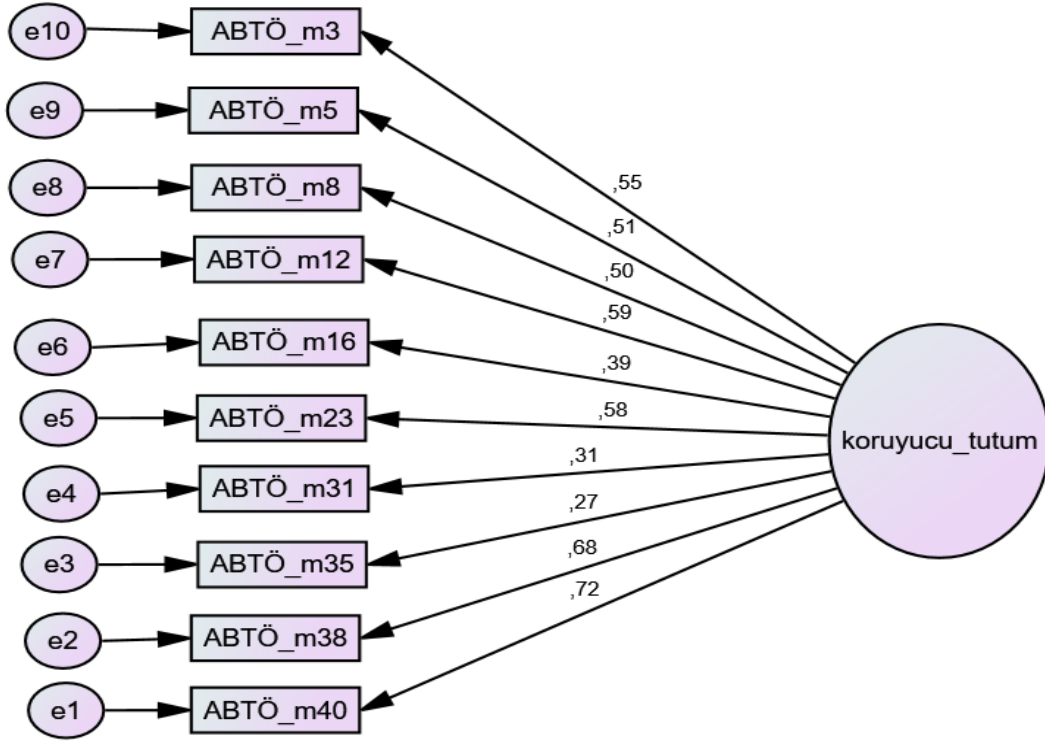 e10
ABTÖ_m3
e9
ABTÖ_m5
e8
ABTÖ_m8
e7
ABTÖ_m12
e6
ABTÖ_m16
e5
ABTÖ_m23
e4
ABTÖ_m31
e3
ABTÖ_m35
e2
ABTÖ_m38
e1
ABTÖ_m40
,55
,51
,50
,59
,39
,58
,31
,27
,68
,72
koruyucu_tutum